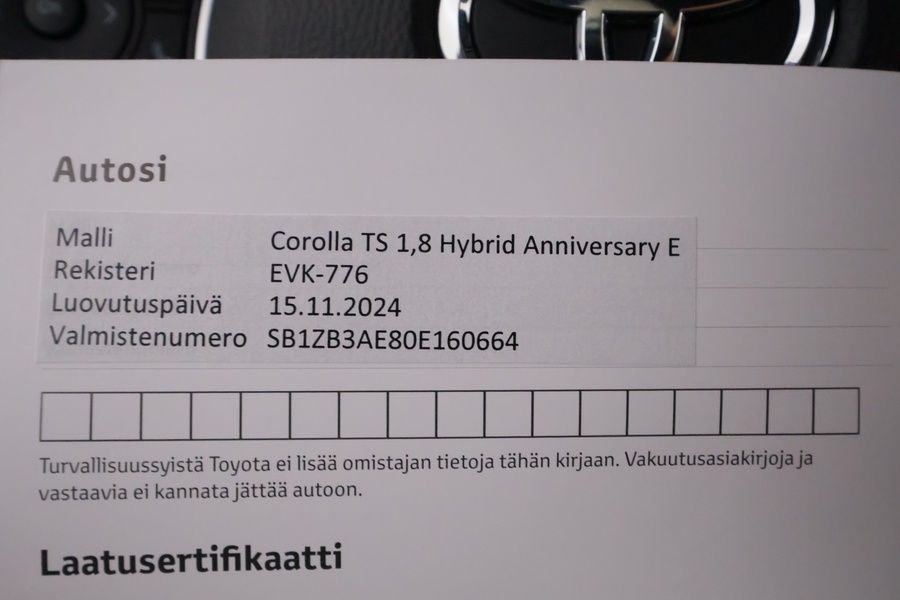 Autosi
Malli Corolla TS 1,8 Hybrid Anniversary E
Rekisteri EVK-776
Luovutuspäivä 15.11.2024
Valmistenumero SB1ZB3AE80E160664
Turvallisuussyistä Toyota ei lisää omistajan tietoja tähän kirjaan. Vakuutusasiakirjoja ja
vastaavia ei kannata jättää autoon.
Laatusertifikaatti